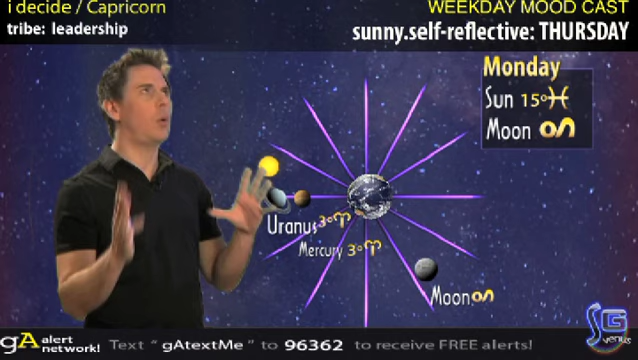 i decide / Capricorn
tribe: leadership
WEEKDAY MOOD CAST
sunny.self-reflective: THURSDAY
Monday
Sun 15°♓
Moon ♈
Uranus 3°♈
Mercury 3°♈
Moon
SG
venus
gA alert network!
Text "gAtextMe" to 96362 to receive FREE alerts!